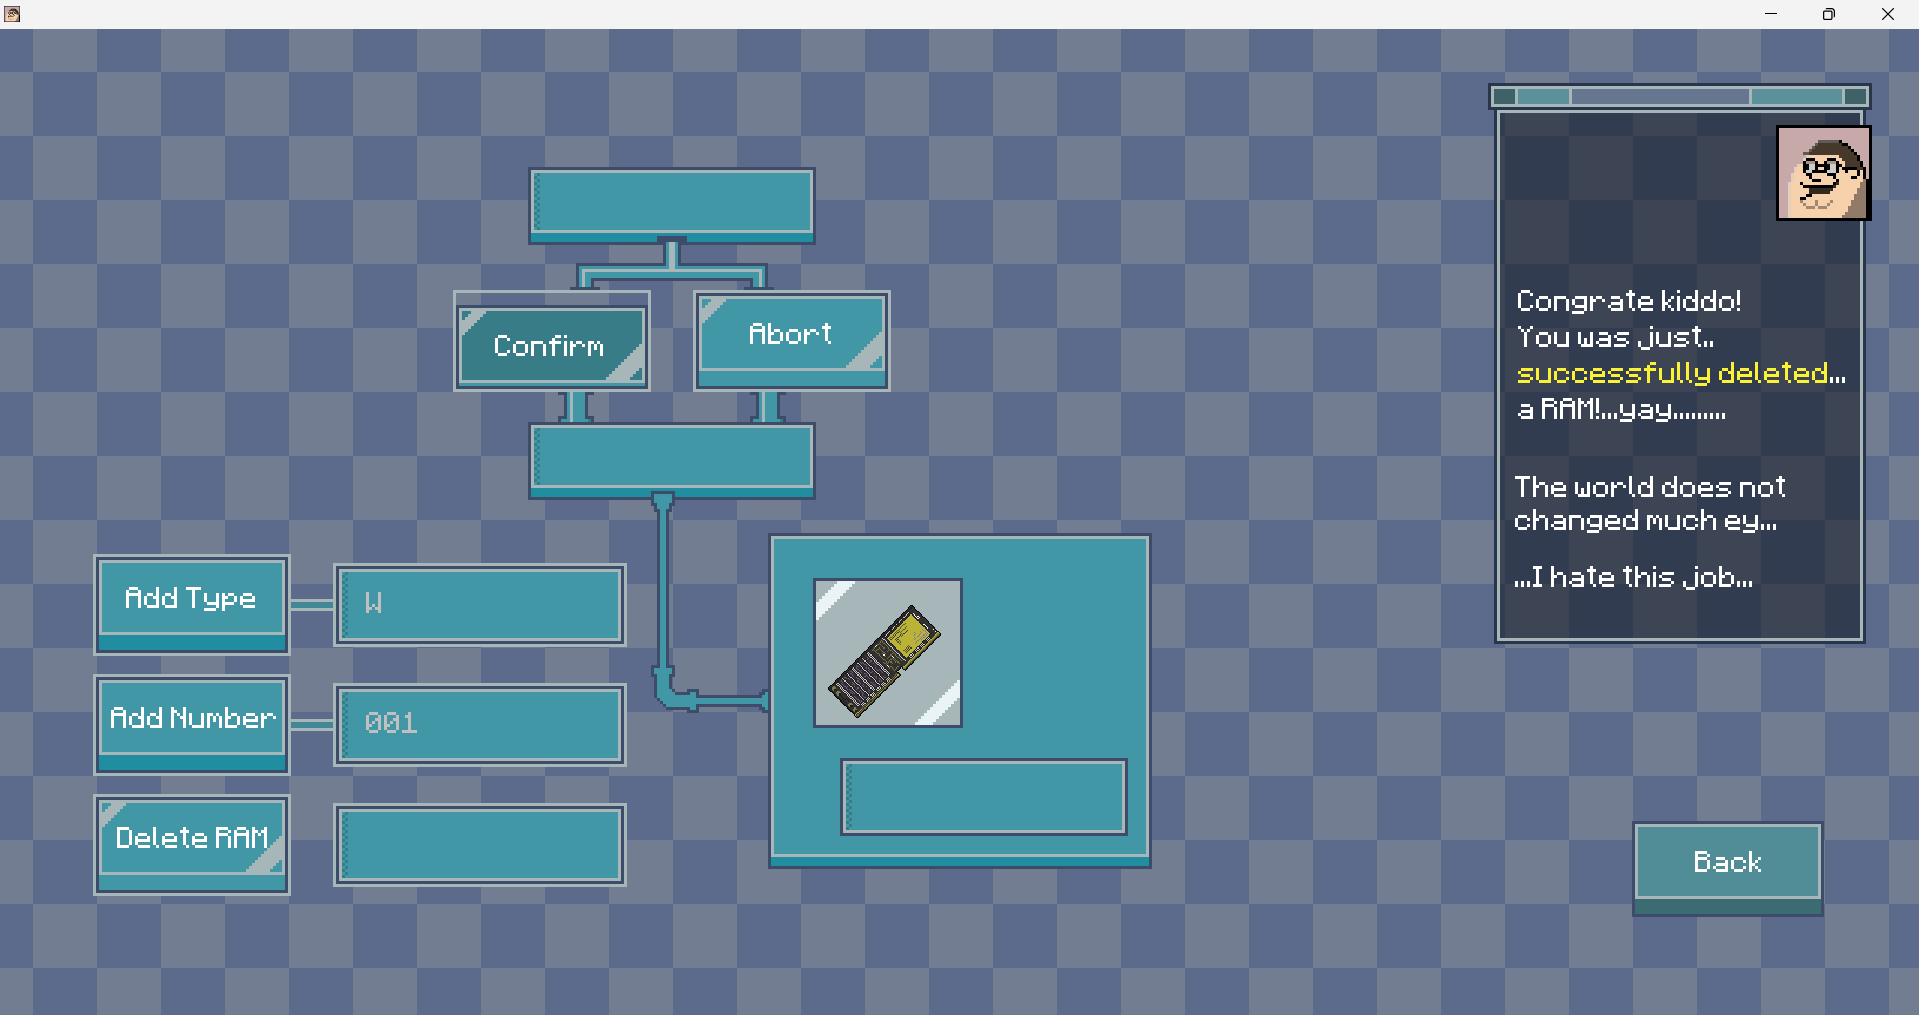 Confirm
Abort
Add Type
W
Add Number
001
Delete RAM
Congrate kiddo!
You was just..
successfully deleted...
a RAM!...yay.........
The world does not
changed much ey...
...I hate this job...
Back